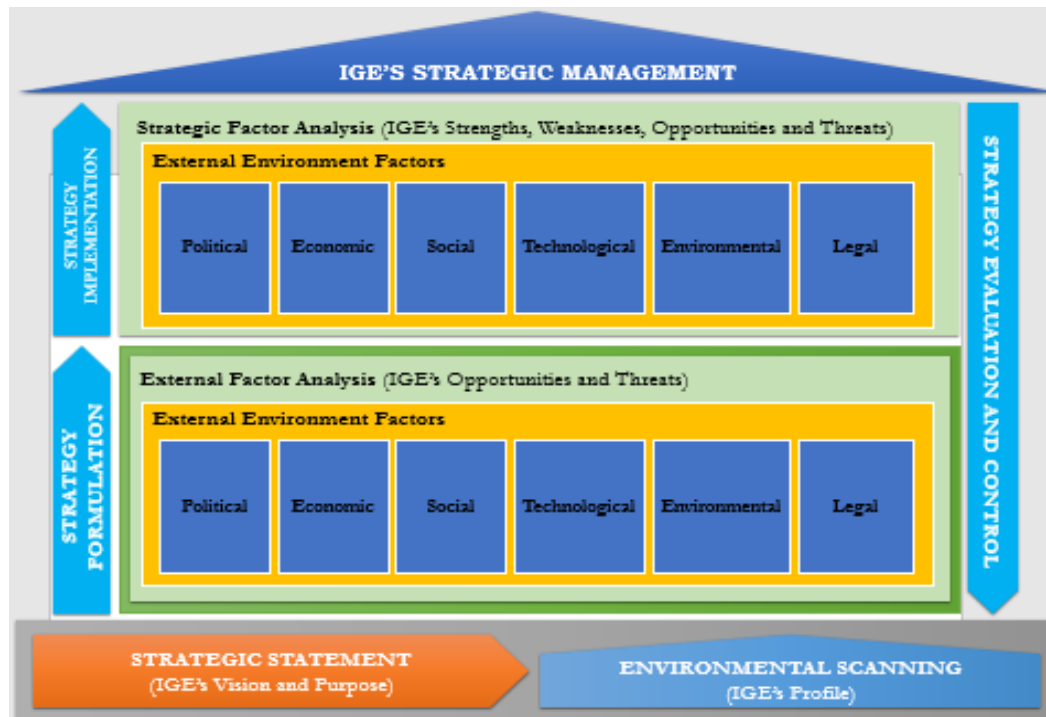 IGE'S STRATEGIC MANAGEMENT
STRATEGY
IMPLEMENTATION
Strategic Factor Analysis (IGE's Strengths, Weaknesses, Opportunities and Threats)
External Environment Factors
Political
Economic
Social
Technological
Environmental
Legal
STRATEGY
FORMULATION
External Factor Analysis (IGE's Opportunities and Threats)
External Environment Factors
Political
Economic
Social
Technological
Environmental
Legal
STRATEGY EVALUATION AND CONTROL
STRATEGIC STATEMENT
(IGE's Vision and Purpose)
ENVIRONMENTAL SCANNING
(IGE's Profile)